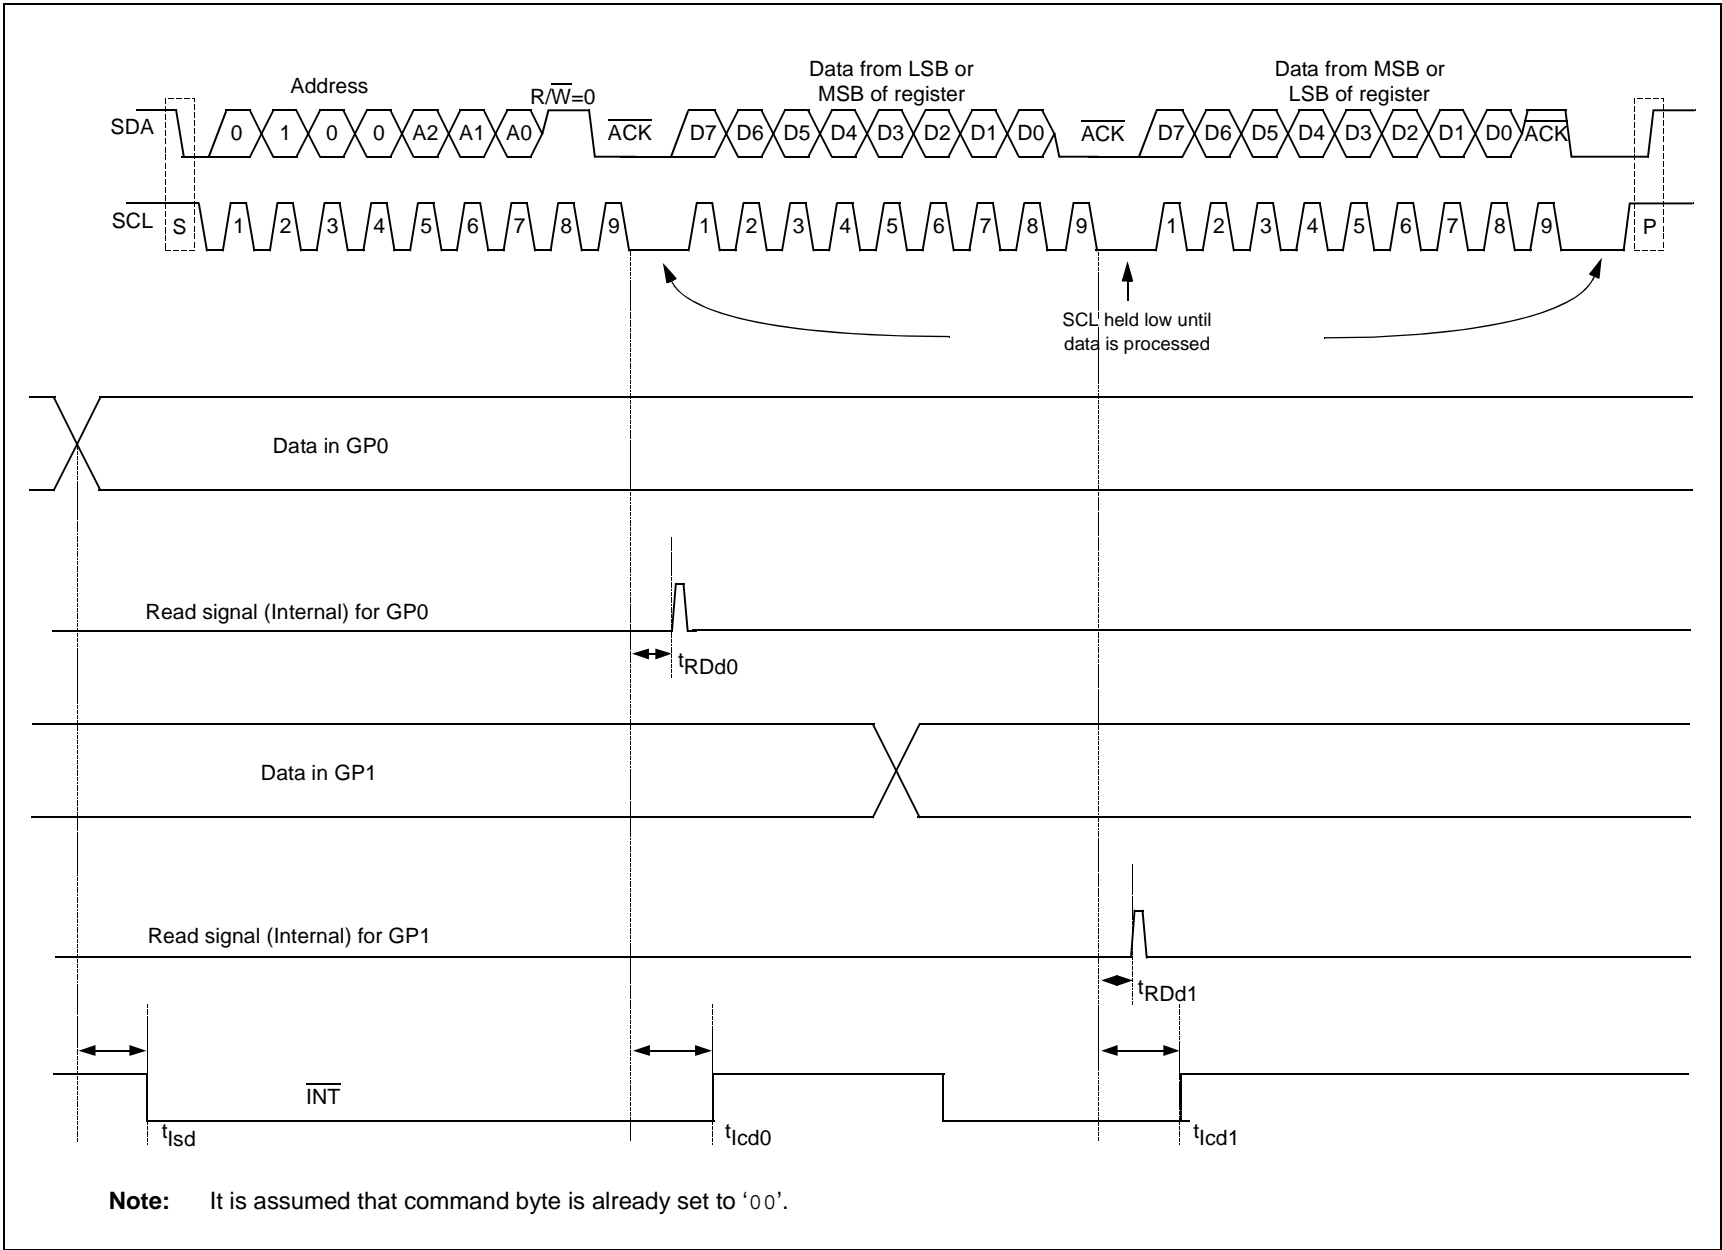 Address
R/W=0
Data from LSB or
MSB of register
Data from MSB or
LSB of register
SDA
0 1 0 0 A2 A1 A0 ACK D7 D6 D5 D4 D3 D2 D1 D0 ACK D7 D6 D5 D4 D3 D2 D1 D0 ACK
SCL S 1 2 3 4 5 6 7 8 9 1 2 3 4 5 6 7 8 9 1 2 3 4 5 6 7 8 9 P
SCL held low until
data is processed
Data in GP0
Read signal (Internal) for GP0
tRDd0
Data in GP1
Read signal (Internal) for GP1
tRDd1
INT
tIsd
tIcd0
tIcd1
Note: It is assumed that command byte is already set to ‘00’.